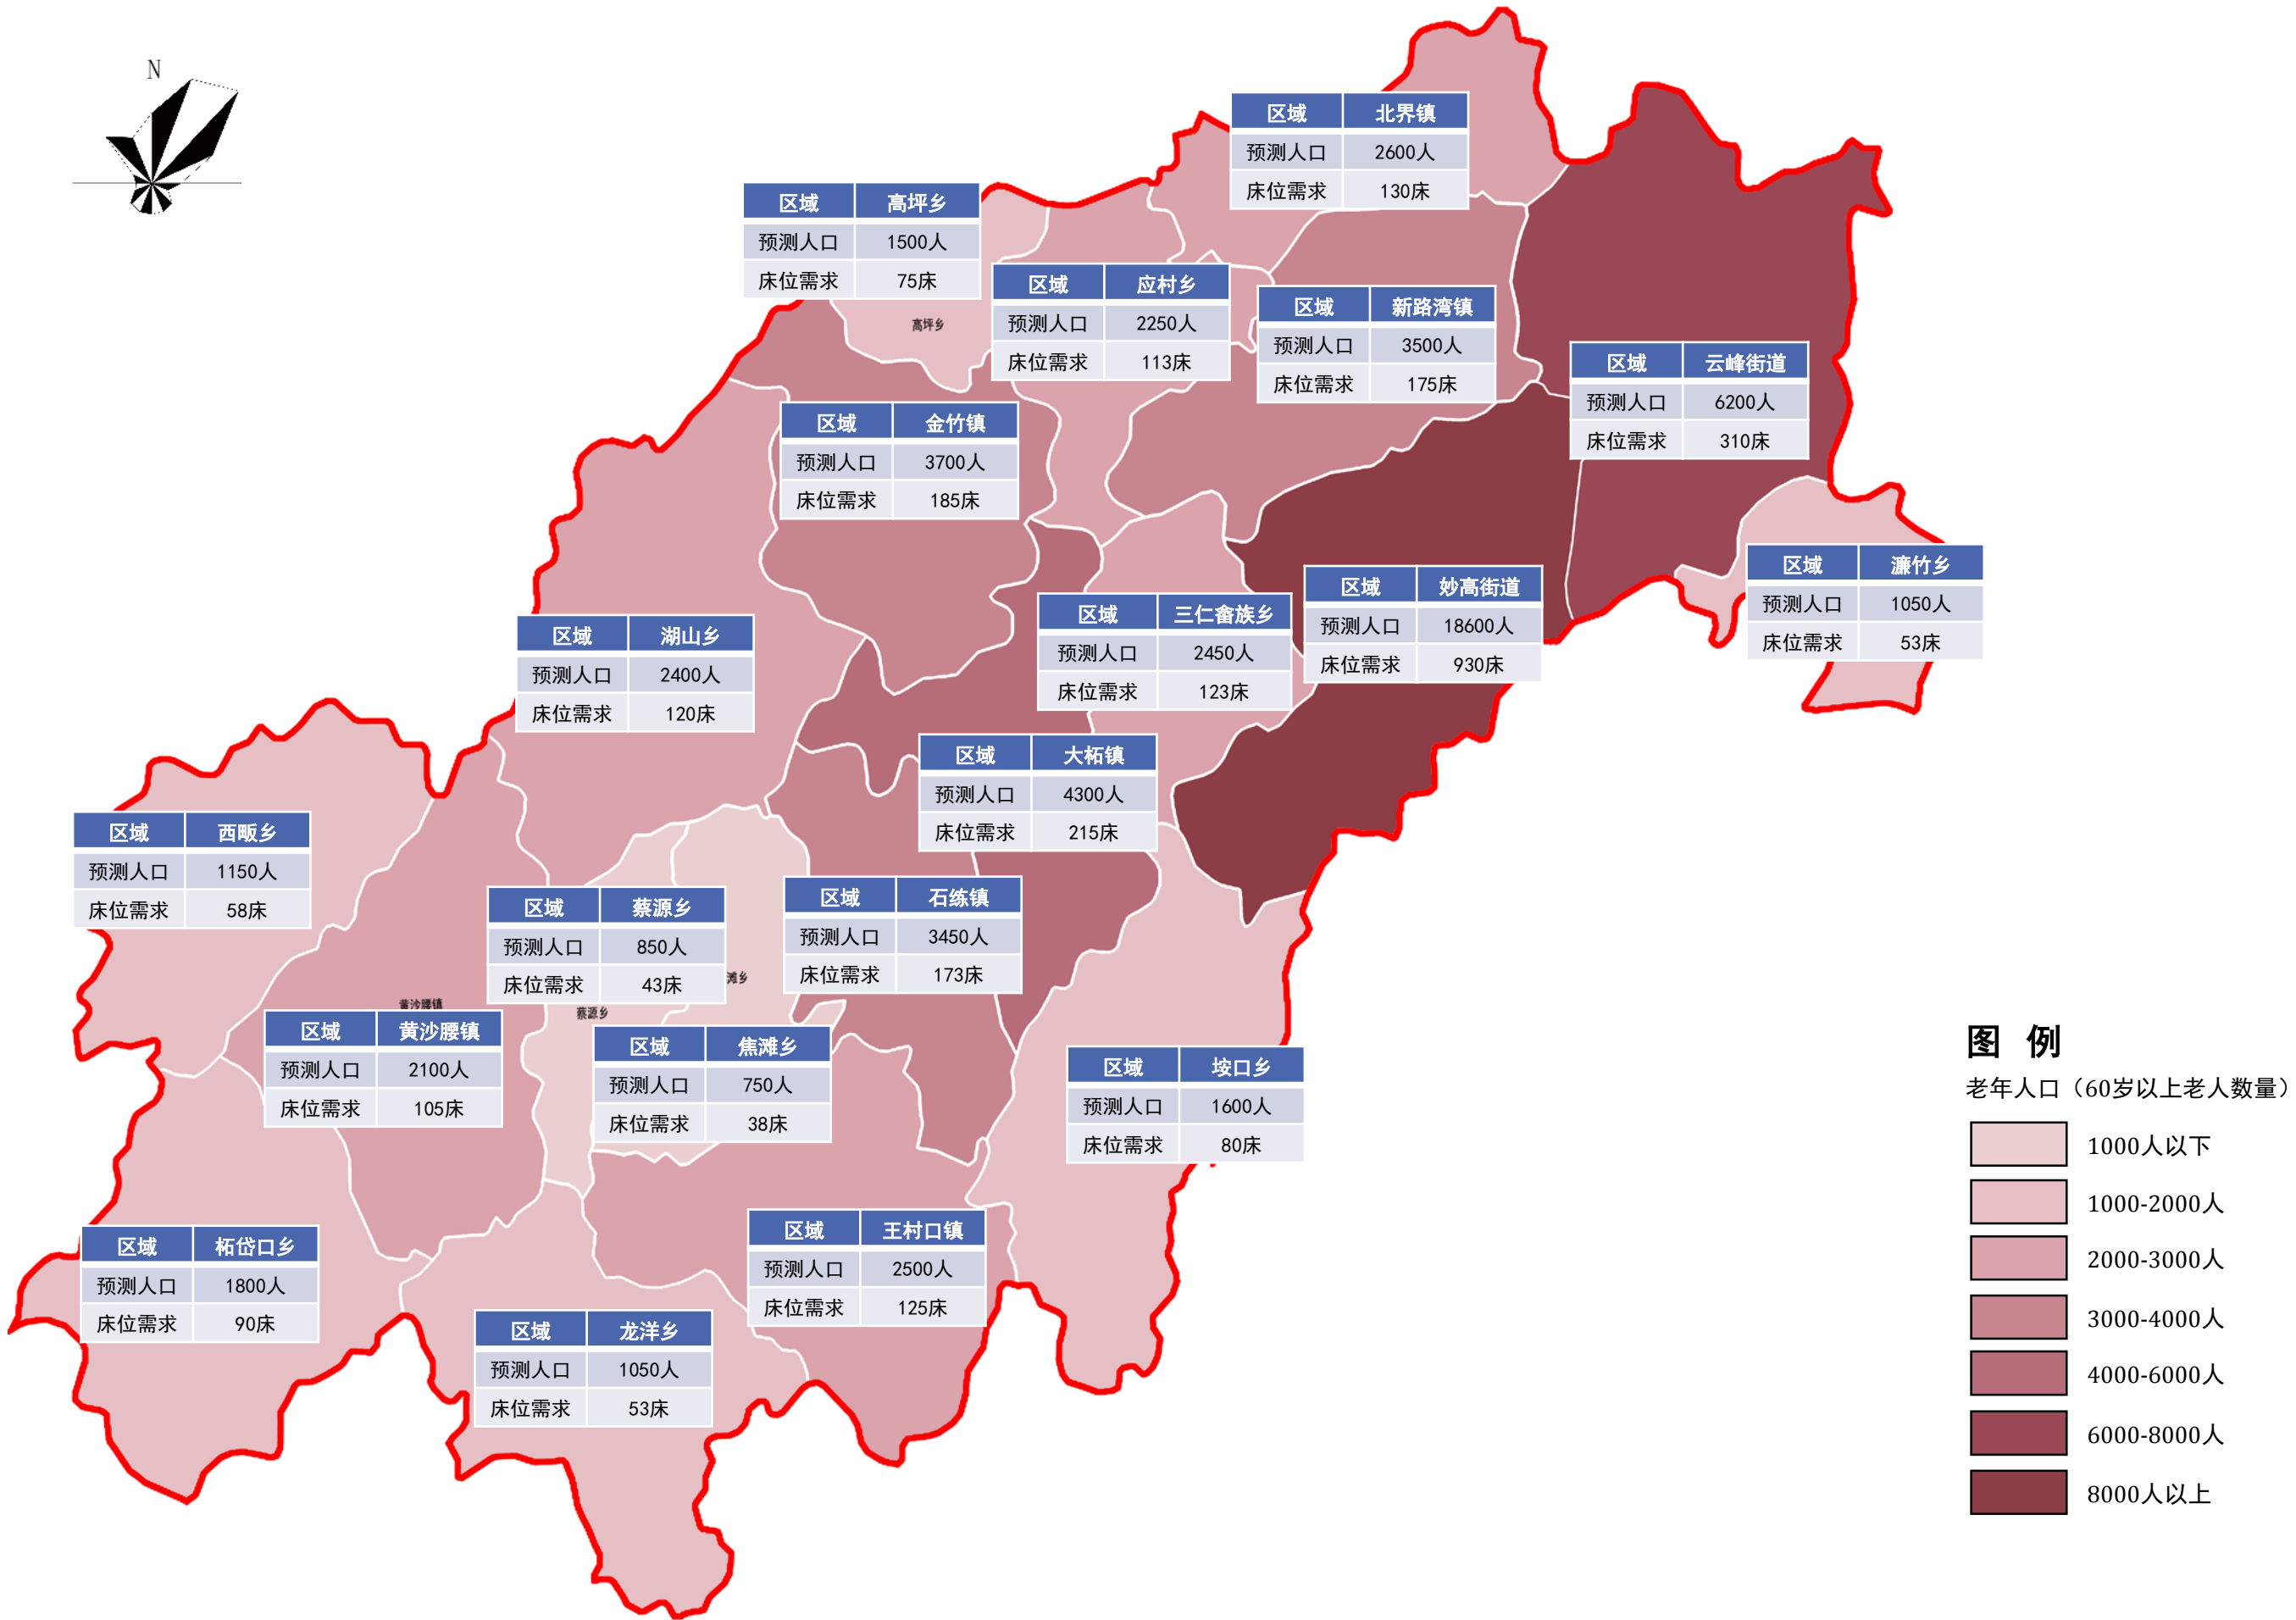 N
区域 北界镇
预测人口 2600人
床位需求 130床
区域 高坪乡
预测人口 1500人
床位需求 75床
高坪乡
区域 应村乡
预测人口 2250人
床位需求 113床
区域 新路湾镇
预测人口 3500人
床位需求 175床
区域 云峰街道
预测人口 6200人
床位需求 310床
区域 金竹镇
预测人口 3700人
床位需求 185床
区域 濂竹乡
预测人口 1050人
床位需求 53床
区域 妙高街道
预测人口 18600人
床位需求 930床
区域 三仁畲族乡
预测人口 2450人
床位需求 123床
区域 湖山乡
预测人口 2400人
床位需求 120床
区域 大柘镇
预测人口 4300人
床位需求 215床
区域 西畈乡
预测人口 1150人
床位需求 58床
区域 蔡源乡
预测人口 850人
床位需求 43床
区域 石练镇
预测人口 3450人
床位需求 173床
滩乡
黄沙腰镇
蔡源乡
区域 黄沙腰镇
预测人口 2100人
床位需求 105床
区域 焦滩乡
预测人口 750人
床位需求 38床
区域 垵口乡
预测人口 1600人
床位需求 80床
区域 柘岱口乡
预测人口 1800人
床位需求 90床
区域 王村口镇
预测人口 2500人
床位需求 125床
区域 龙洋乡
预测人口 1050人
床位需求 53床
图 例
老年人口（60岁以上老人数量）
1000人以下
1000-2000人
2000-3000人
3000-4000人
4000-6000人
6000-8000人
8000人以上